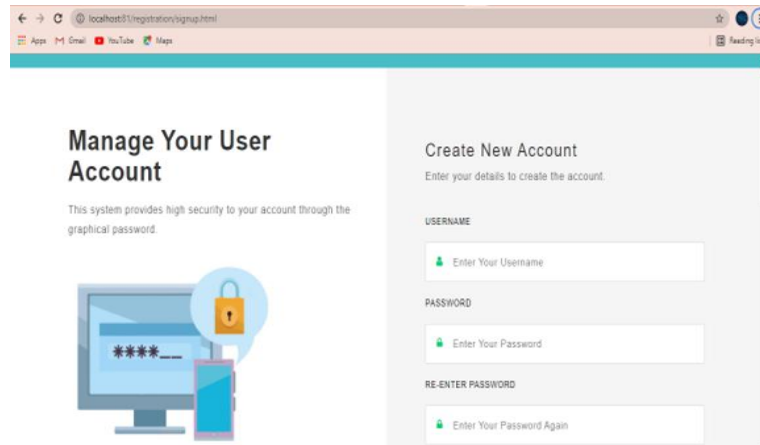 localhost:81/registration/signup.html
Apps Gmail YouTube Maps Reading
Manage Your User
Account
This system provides high security to your account through the
graphical password.
****__
Create New Account
Enter your details to create the account.
USERNAME
Enter Your Username
PASSWORD
Enter Your Password
RE-ENTER PASSWORD
Enter Your Password Again